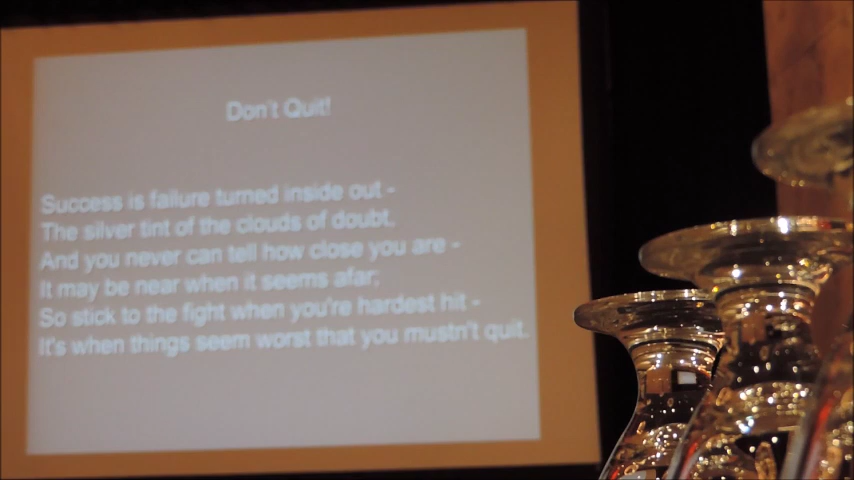 Don't Quit!
Success is failure turned inside out -
The silver tint of the clouds of doubt,
And you never can tell how close you are -
It may be near when it seems afar;
So stick to the fight when you're hardest hit -
It's when things seem worst that you mustn't quit.